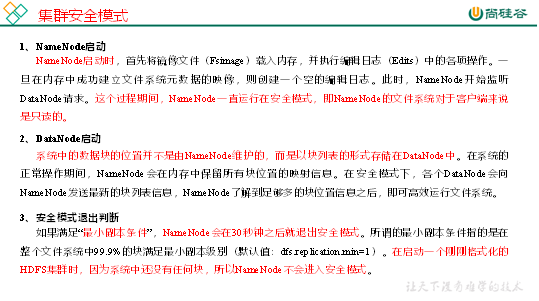 集群安全模式
尚硅谷
1、NameNode启动
NameNode启动时，首先将镜像文件（Fsimage）载入内存，并执行编辑日志（Edits）中的各项操作。一
旦在内存中成功建立文件系统元数据的映像，则创建一个空的编辑日志。此时，NameNode开始监听
DataNode请求。这个过程期间，NameNode一直运行在安全模式，即NameNode的文件系统对于客户端来说
是只读的。
2、DataNode启动
系统中的数据块的位置并不是由NameNode维护的，而是以块列表的形式存储在DataNode中。在系统的
正常操作期间，NameNode会在内存中保留所有块位置的映射信息。在安全模式下，各个DataNode会向
NameNode发送最新的块列表信息，NameNode了解到足够多的块位置信息之后，即可高效运行文件系统。
3、安全模式退出判断
如果满足“最小副本条件”，NameNode会在30秒钟之后就退出安全模式。所谓的最小副本条件指的是在
整个文件系统中99.9%的块满足最小副本级别（默认值：dfs.replication.min=1）。在启动一个刚刚格式化的
HDFS集群时，因为系统中还没有任何块，所以NameNode不会进入安全模式。
让天下没有难学的技术